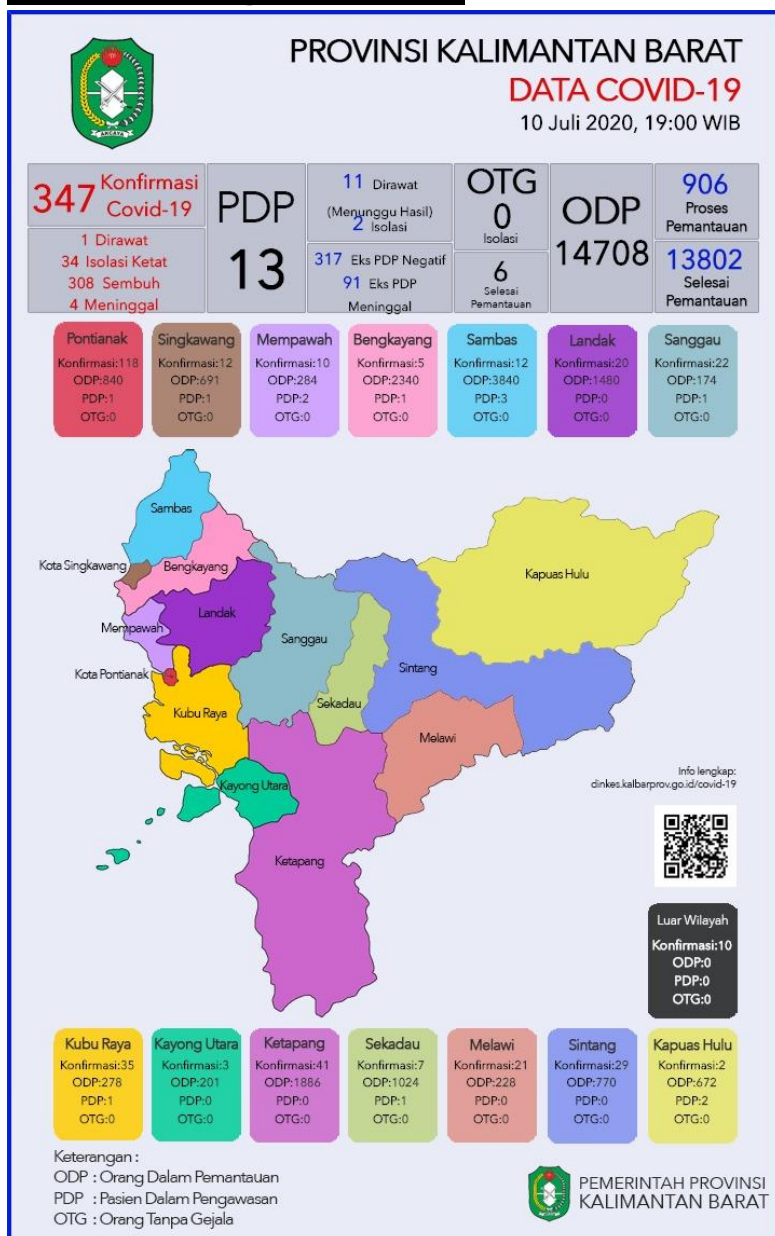 PROVINSI KALIMANTAN BARAT
DATA COVID-19
10 Juli 2020, 19:00 WIB
AKCAYA
347 Konfirmasi
Covid-19
1 Dirawat
34 Isolasi Ketat
308 Sembuh
4 Meninggal
PDP
13
11 Dirawat
(Menunggu Hasil)
2 Isolasi
317 Eks PDP Negatif
91 Eks PDP
Meninggal
OTG
0
Isolasi
6
Selesai
Pemantauan
ODP
14708
906
Proses
Pemantauan
13802
Selesai
Pemantauan
Pontianak
Konfirmasi:118
ODP:840
PDP:1
OTG:0
Singkawang
Konfirmasi:12
ODP:691
PDP:1
OTG:0
Mempawah
Konfirmasi:10
ODP:284
PDP:2
OTG:0
Bengkayang
Konfirmasi:5
ODP:2340
PDP:1
OTG:0
Sambas
Konfirmasi:12
ODP:3840
PDP:3
OTG:0
Landak
Konfirmasi:20
ODP:1480
PDP:0
OTG:0
Sanggau
Konfirmasi:22
ODP:174
PDP:1
OTG:0
Sambas
Kota Singkawang
Bengkayang
Kapuas Hulu
Landak
Mempawah
Sanggau
Kota Pontianak
Sintang
Sekadau
Kubu Raya
Melawi
Kayong Utara
Ketapang
Info lengkap:
dinkes.kalbarprov.go.id/covid-19
Luar Wilayah
Konfirmasi:10
ODP:0
PDP:0
OTG:0
Kubu Raya
Konfirmasi:35
ODP:278
PDP:1
OTG:0
Kayong Utara
Konfirmasi:3
ODP:201
PDP:0
OTG:0
Ketapang
Konfirmasi:41
ODP:1886
PDP:0
OTG:0
Sekadau
Konfirmasi:7
ODP:1024
PDP:1
OTG:0
Melawi
Konfirmasi:21
ODP:228
PDP:0
OTG:0
Sintang
Konfirmasi:29
ODP:770
PDP:0
OTG:0
Kapuas Hulu
Konfirmasi:2
ODP:672
PDP:2
OTG:0
Keterangan :
ODP : Orang Dalam Pemantauan
PDP : Pasien Dalam Pengawasan
OTG : Orang Tanpa Gejala
PEMERINTAH PROVINSI
KALIMANTAN BARAT